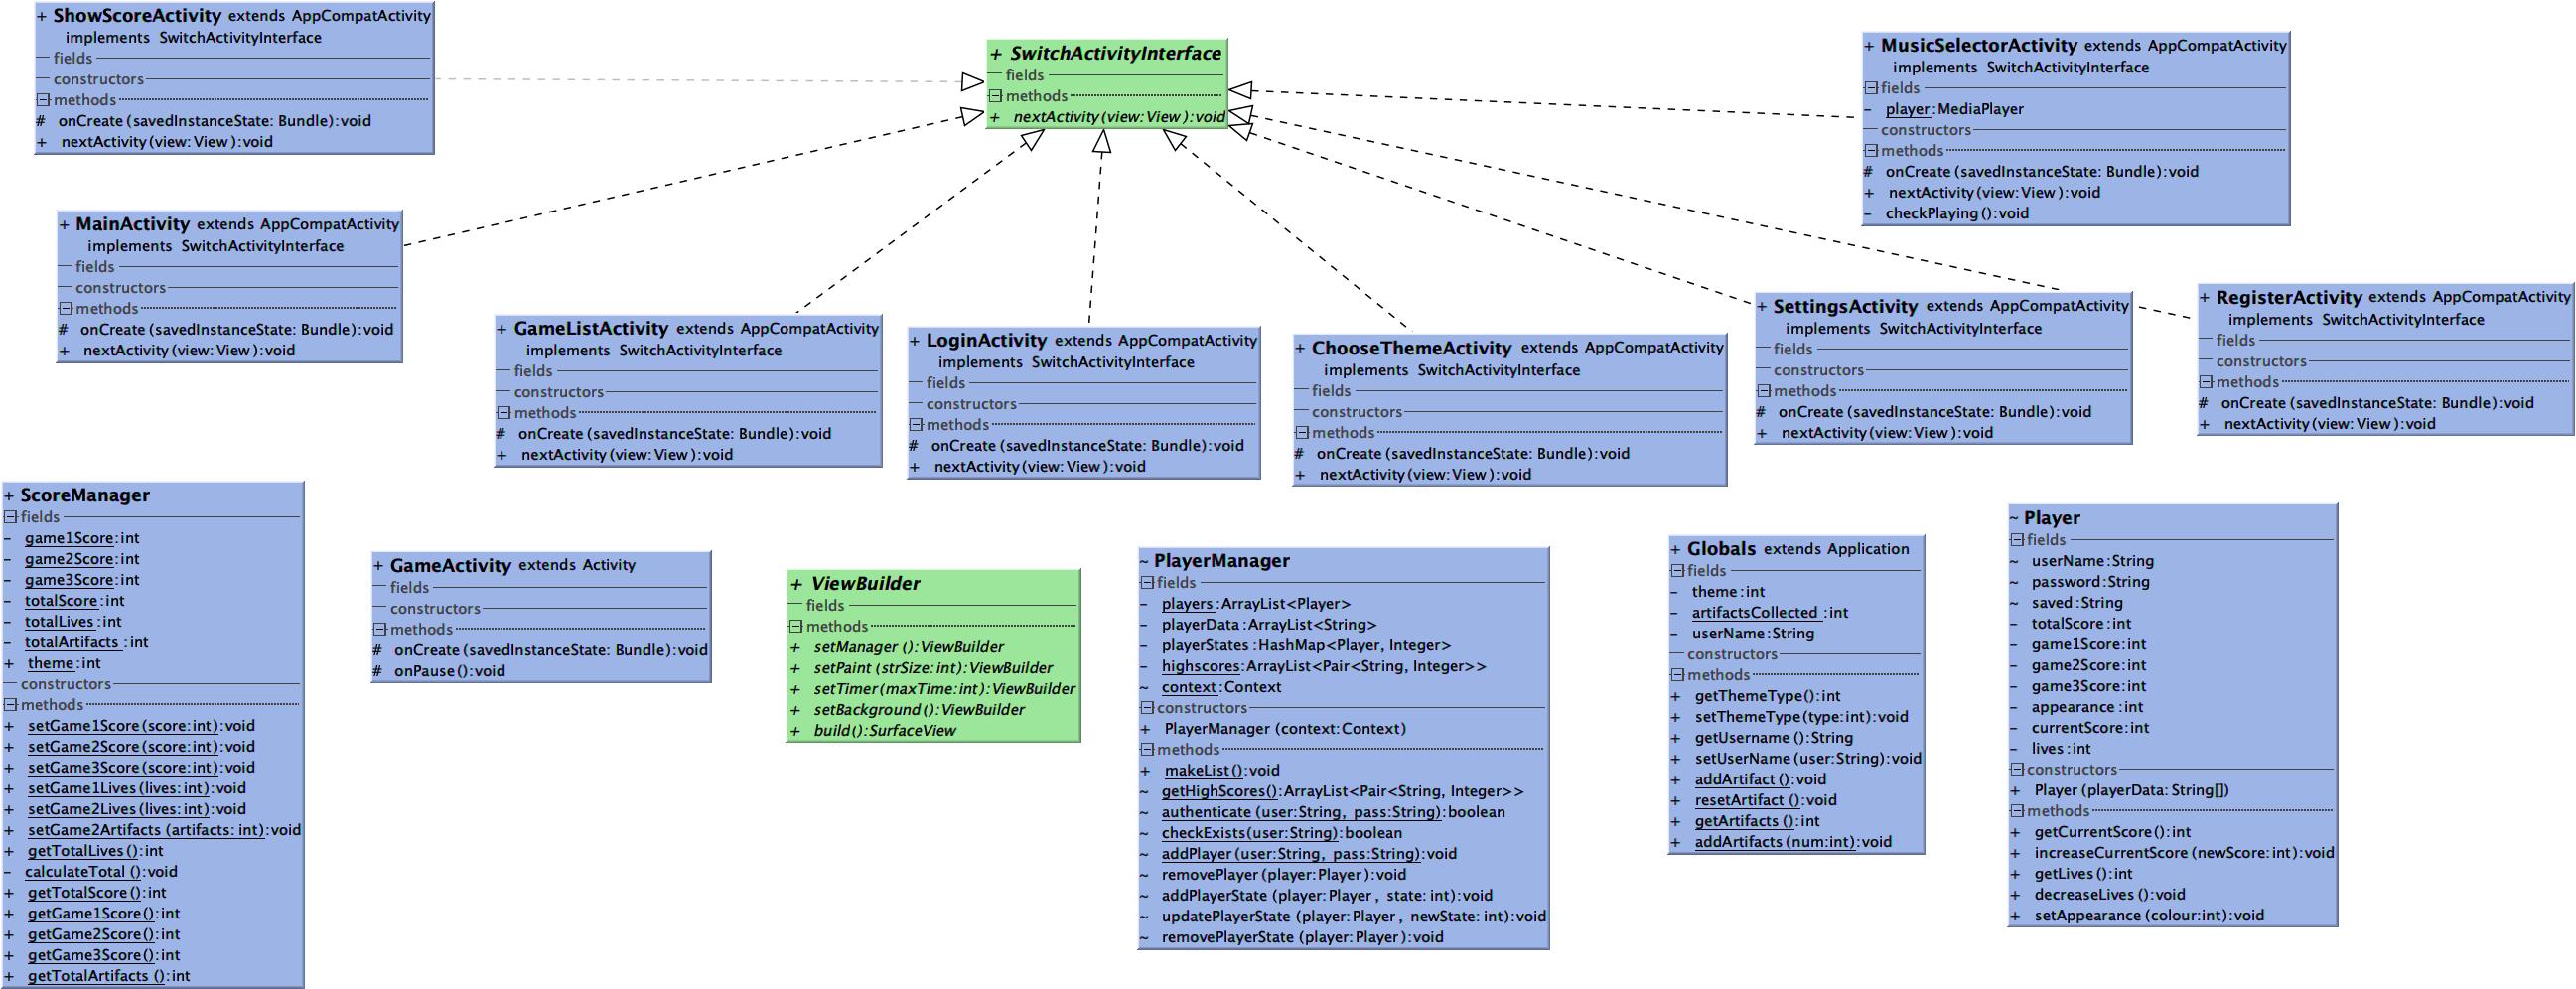 + ShowScoreActivity extends AppCompatActivity
implements SwitchActivityInterface
fields
constructors
methods
# onCreate(savedInstanceState: Bundle):void
+ nextActivity(view:View):void
+ SwitchActivityInterface
fields
methods
+ nextActivity(view:View):void
+ MusicSelectorActivity extends AppCompatActivity
implements SwitchActivityInterface
fields
- player:MediaPlayer
constructors
methods
# onCreate(savedInstanceState: Bundle):void
+ nextActivity(view:View):void
- checkPlaying():void
+ MainActivity extends AppCompatActivity
implements SwitchActivityInterface
fields
constructors
methods
# onCreate(savedInstanceState: Bundle):void
+ nextActivity(view:View):void
+ GameListActivity extends AppCompatActivity
implements SwitchActivityInterface
fields
constructors
methods
# onCreate(savedInstanceState: Bundle):void
+ nextActivity(view:View):void
+ LoginActivity extends AppCompatActivity
implements SwitchActivityInterface
fields
constructors
methods
# onCreate(savedInstanceState: Bundle):void
+ nextActivity(view:View):void
+ ChooseThemeActivity extends AppCompatActivity
implements SwitchActivityInterface
fields
constructors
methods
# onCreate(savedInstanceState: Bundle):void
+ nextActivity(view:View):void
+ SettingsActivity extends AppCompatActivity
implements SwitchActivityInterface
fields
constructors
methods
# onCreate(savedInstanceState: Bundle):void
+ nextActivity(view:View):void
+ RegisterActivity extends AppCompatActivity
implements SwitchActivityInterface
fields
constructors
methods
# onCreate(savedInstanceState: Bundle):void
+ nextActivity(view:View):void
+ ScoreManager
fields
- game1Score:int
- game2Score:int
- game3Score:int
- totalScore:int
- totalLives:int
- totalArtifacts:int
+ theme:int
constructors
methods
+ setGame1Score(score:int):void
+ setGame2Score(score:int):void
+ setGame3Score(score:int):void
+ setGame1Lives(lives:int):void
+ setGame2Lives(lives:int):void
+ setGame2Artifacts(artifacts: int):void
+ getTotalLives():int
- calculateTotal():void
+ getTotalScore():int
+ getGame1Score():int
+ getGame2Score():int
+ getGame3Score():int
+ getTotalArtifacts():int
+ GameActivity extends Activity
fields
constructors
methods
# onCreate(savedInstanceState: Bundle):void
# onPause():void
+ ViewBuilder
fields
methods
+ setManager():ViewBuilder
+ setPaint(strSize:int):ViewBuilder
+ setTimer(maxTime:int):ViewBuilder
+ setBackground():ViewBuilder
+ build():SurfaceView
~ PlayerManager
fields
- players:ArrayList<Player>
- playerData:ArrayList<String>
- playerStates:HashMap<Player, Integer>
- highscores:ArrayList<Pair<String, Integer>>
~ context:Context
constructors
+ PlayerManager(context:Context)
methods
+ makeList():void
~ getHighScores():ArrayList<Pair<String, Integer>>
~ authenticate(user:String, pass:String):boolean
~ checkExists(user:String):boolean
~ addPlayer(user:String, pass:String):void
~ removePlayer(player:Player):void
~ addPlayerState(player:Player, state: int):void
~ updatePlayerState(player:Player, newState: int):void
~ removePlayerState(player:Player):void
+ Globals extends Application
fields
- theme:int
- artifactsCollected:int
- userName:String
constructors
methods
+ getThemeType():int
+ setThemeType(type:int):void
+ getUsername():String
+ setUserName(user:String):void
+ addArtifact():void
+ resetArtifact():void
+ getArtifacts():int
+ addArtifacts(num:int):void
~ Player
fields
~ userName:String
~ password:String
~ saved:String
- totalScore:int
- game1Score:int
- game2Score:int
- game3Score:int
- appearance:int
- currentScore:int
- lives:int
constructors
+ Player(playerData: String[])
methods
+ getCurrentScore():int
+ increaseCurrentScore(newScore:int):void
+ getLives():int
+ decreaseLives():void
+ setAppearance(colour:int):void